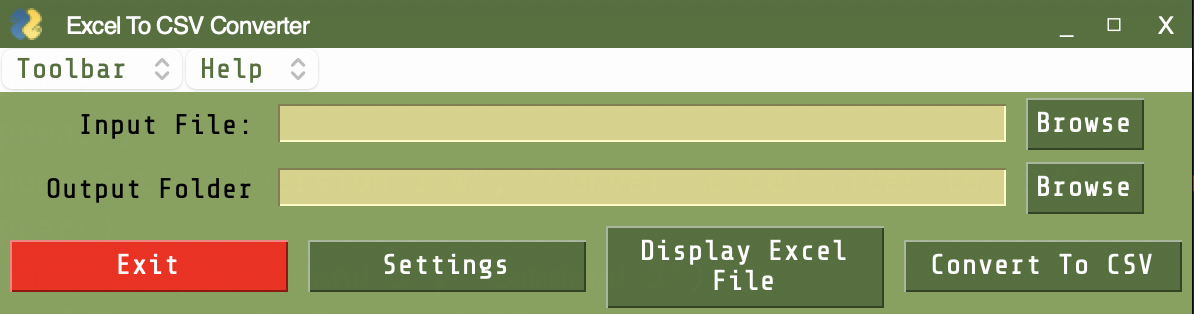 Excel To CSV Converter
Toolbar Help
Input File: Browse
Output Folder Browse
Exit Settings Display Excel File Convert To CSV